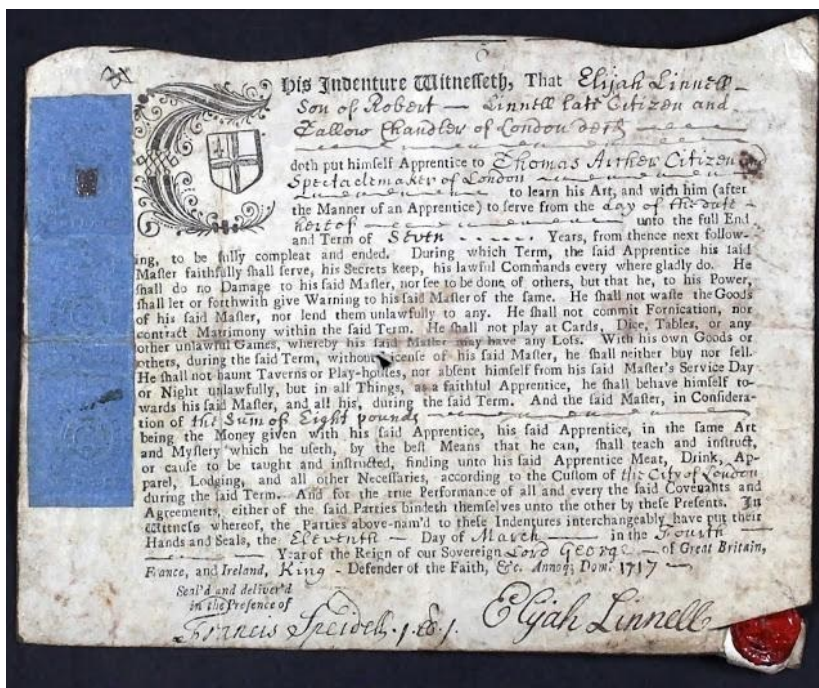 This Indenture Witnesseth, That Elijah Linnell
Son of Robert — Linnell late Citizen and
Tallow Chandler of London decd
doth put himself Apprentice to Thomas Arther Citizen and
Spectaclemaker of London
to learn his Art, and with him (after
the Manner of an Apprentice) to serve from the day of the date
hereof unto the full End
and Term of Seven Years, from thence next follow-
ing, to be fully compleat and ended. During which Term, the said Apprentice his said
Master faithfully shall serve, his Secrets keep, his lawful Commands every where gladly do. He
shall do no Damage to his said Master, nor see to be done of others, but that he, to his Power,
shall let or forthwith give Warning to his said Master of the same. He shall not waste the Goods
of his said Master, nor lend them unlawfully to any. He shall not commit Fornication, nor
contract Matrimony within the said Term. He shall not play at Cards, Dice, Tables, or any
other unlawful Games, whereby his said Master may have any Loss. With his own Goods or
others, during the said Term, without License of his said Master, he shall neither buy nor sell.
He shall not haunt Taverns or Play-houses, nor absent himself from his said Master's Service Day
or Night unlawfully, but in all Things, as a faithful Apprentice, he shall behave himself to-
wards his said Master, and all his, during the said Term. And the said Master, in Considera-
tion of the Sum of Eight pounds
being the Money given with his said Apprentice, his said Apprentice, in the same Art
and Mystery which he useth, by the best Means that he can, shall teach and instruct,
or cause to be taught and instructed, finding unto his said Apprentice Meat, Drink, Ap-
parel, Lodging, and all other Necessaries, according to the Custom of the City of London
during the said Term. And for the true Performance of all and every the said Covenants and
Agreements, either of the said Parties bindeth themselves unto the other by these Presents. In
Witness whereof, the Parties above-nam'd to these Indentures interchangeably have put their
Hands and Seals, the Eleventh — Day of March — in the Fourth —
Year of the Reign of our Sovereign Lord George — of Great Britain,
France, and Ireland, King - Defender of the Faith, &c. Annoq; Dom. 1717
Seal'd and deliver'd
in the Presence of
Francis Speidell Elijah Linnell